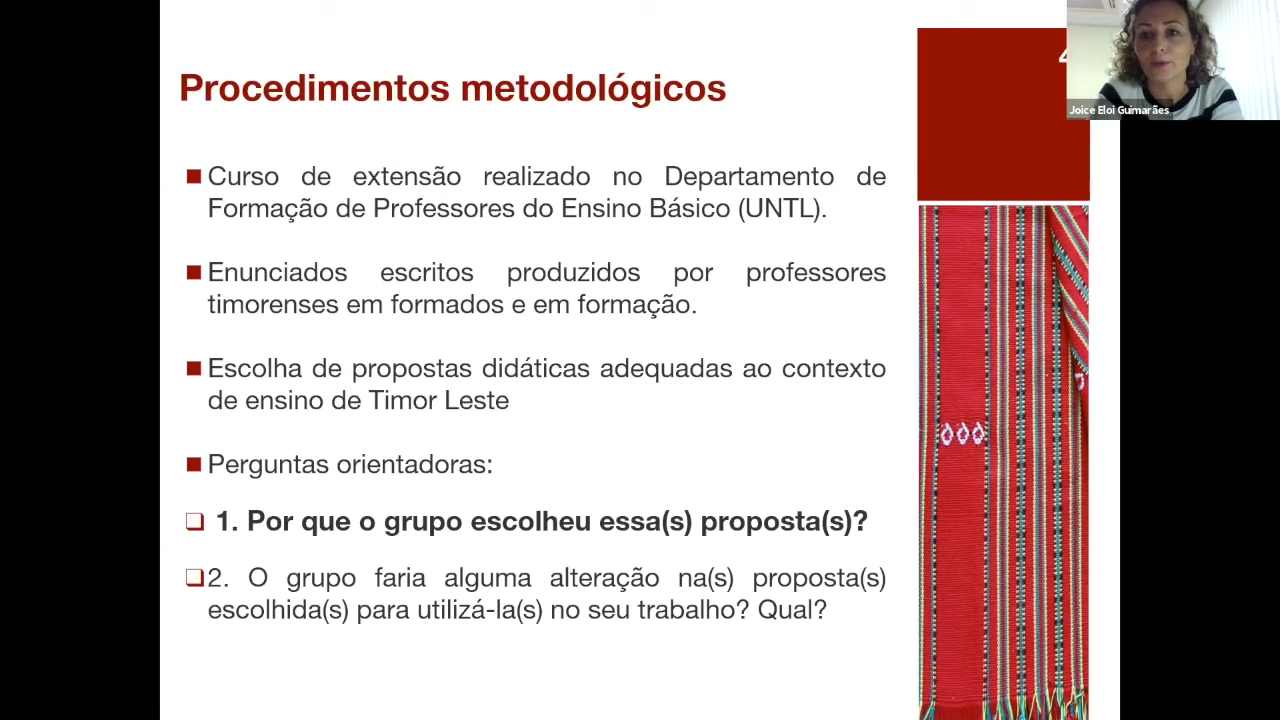 Procedimentos metodológicos
4
Joice Eloi Guimarães
Curso de extensão realizado no Departamento de
Formação de Professores do Ensino Básico (UNTL).
Enunciados escritos produzidos por professores
timorenses em formados e em formação.
Escolha de propostas didáticas adequadas ao contexto
de ensino de Timor Leste
Perguntas orientadoras:
1. Por que o grupo escolheu essa(s) proposta(s)?
2. O grupo faria alguma alteração na(s) proposta(s)
escolhida(s) para utilizá-la(s) no seu trabalho? Qual?